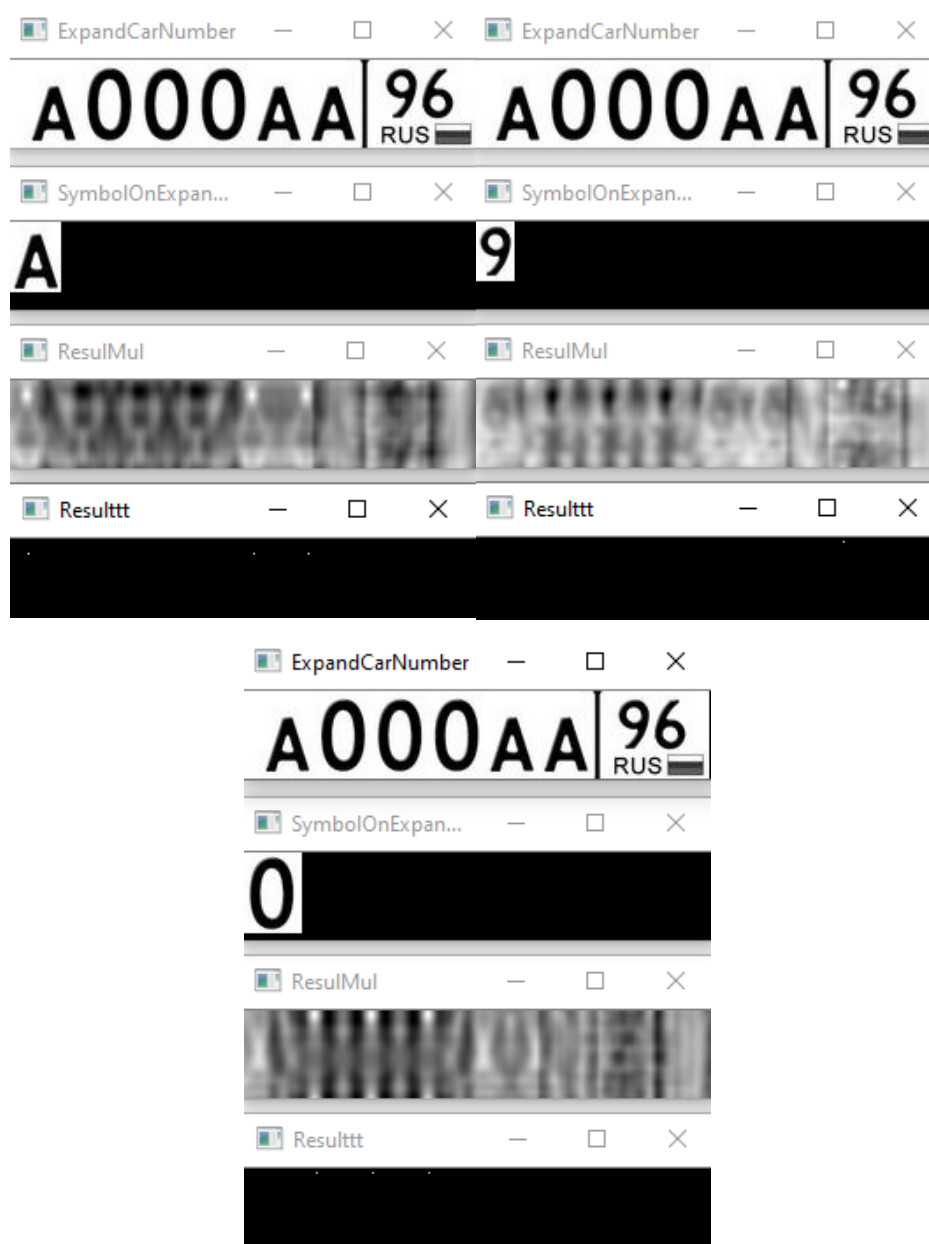 ExpandCarNumber
A000AA 96
RUS
SymbolOnExpan...
A
ResulMul
Resulttt
ExpandCarNumber
A000AA 96
RUS
SymbolOnExpan...
9
ResulMul
Resulttt
ExpandCarNumber
A000AA 96
RUS
SymbolOnExpan...
0
ResulMul
Resulttt